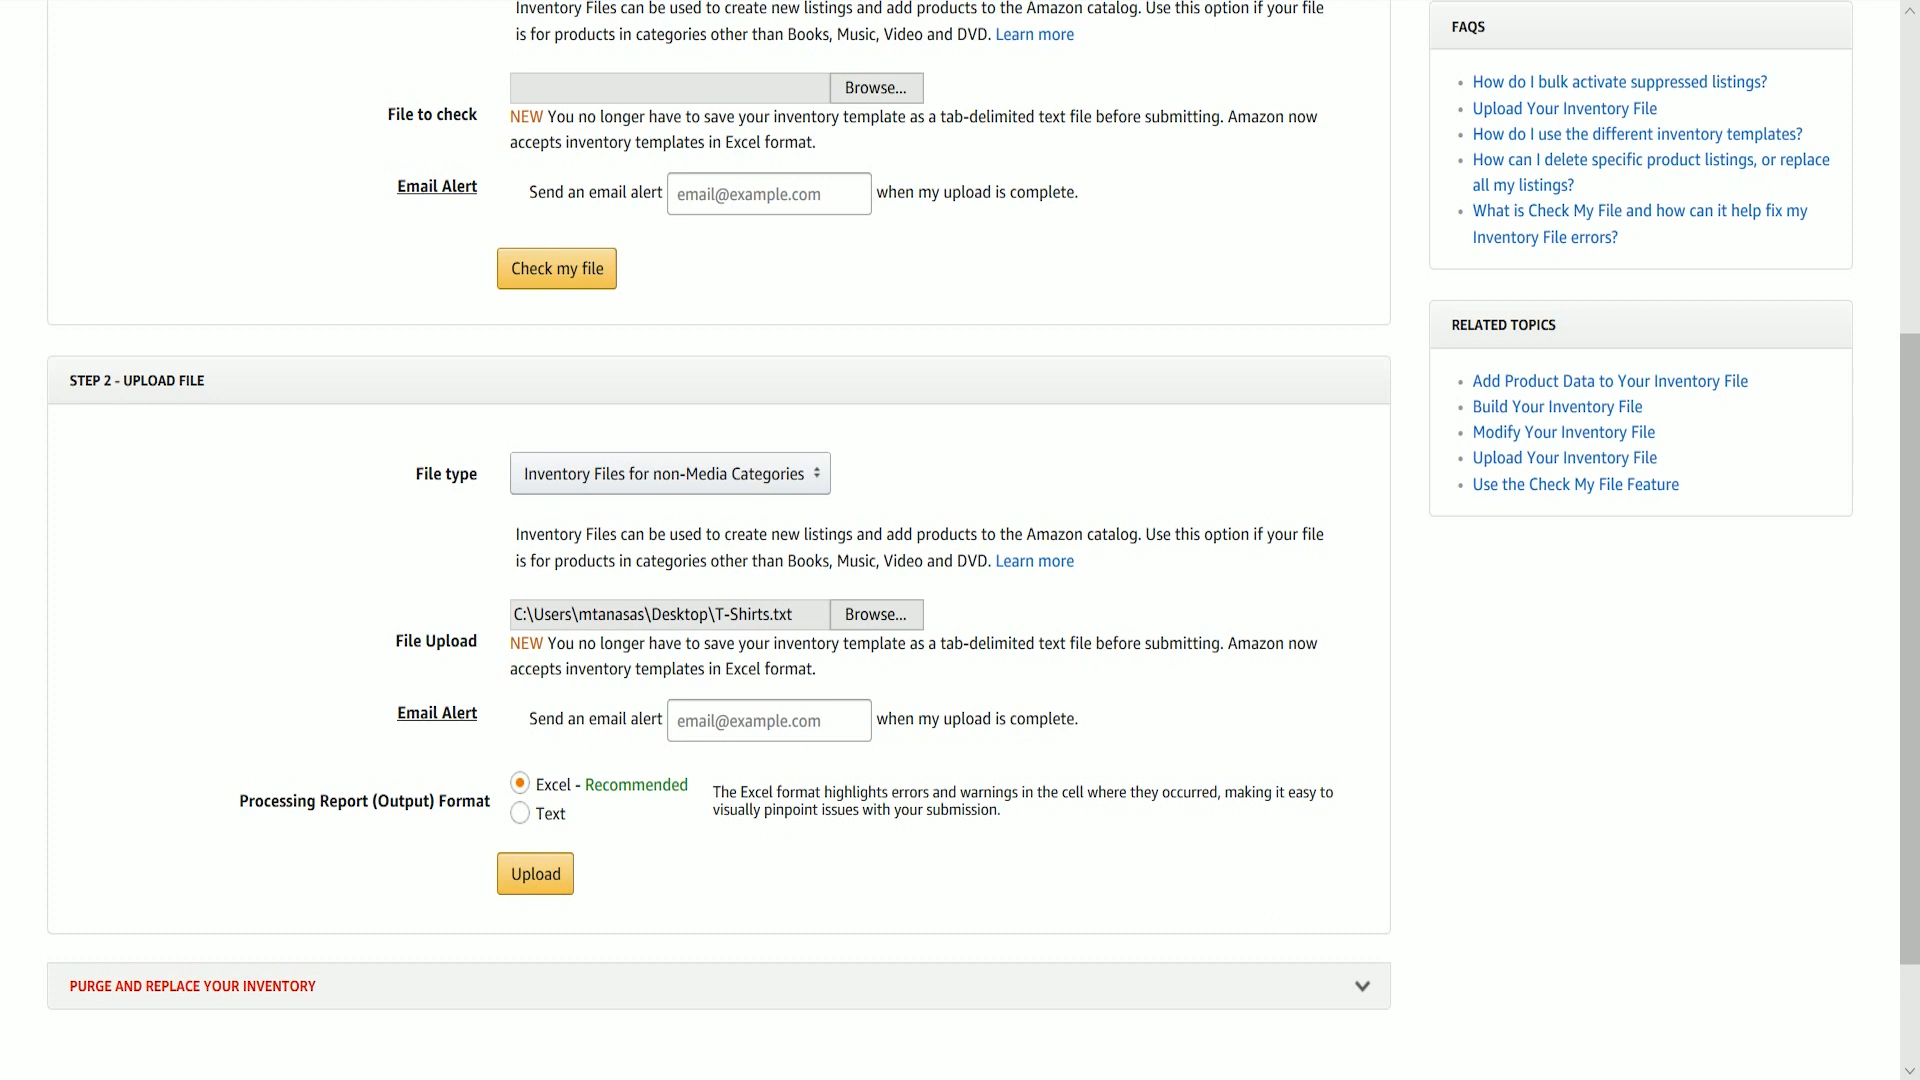 Inventory Files can be used to create new listings and add products to the Amazon catalog. Use this option if your file
is for products in categories other than Books, Music, Video and DVD. Learn more
File to check
Browse...
NEW You no longer have to save your inventory template as a tab-delimited text file before submitting. Amazon now
accepts inventory templates in Excel format.
Email Alert
Send an email alert email@example.com when my upload is complete.
Check my file
STEP 2 - UPLOAD FILE
File type
Inventory Files for non-Media Categories
Inventory Files can be used to create new listings and add products to the Amazon catalog. Use this option if your file
is for products in categories other than Books, Music, Video and DVD. Learn more
File Upload
C:\Users\mtanasas\Desktop\T-Shirts.txt Browse...
NEW You no longer have to save your inventory template as a tab-delimited text file before submitting. Amazon now
accepts inventory templates in Excel format.
Email Alert
Send an email alert email@example.com when my upload is complete.
Processing Report (Output) Format
Excel - Recommended
Text
The Excel format highlights errors and warnings in the cell where they occurred, making it easy to
visually pinpoint issues with your submission.
Upload
PURGE AND REPLACE YOUR INVENTORY
FAQS
How do I bulk activate suppressed listings?
Upload Your Inventory File
How do I use the different inventory templates?
How can I delete specific product listings, or replace
all my listings?
What is Check My File and how can it help fix my
Inventory File errors?
RELATED TOPICS
Add Product Data to Your Inventory File
Build Your Inventory File
Modify Your Inventory File
Upload Your Inventory File
Use the Check My File Feature